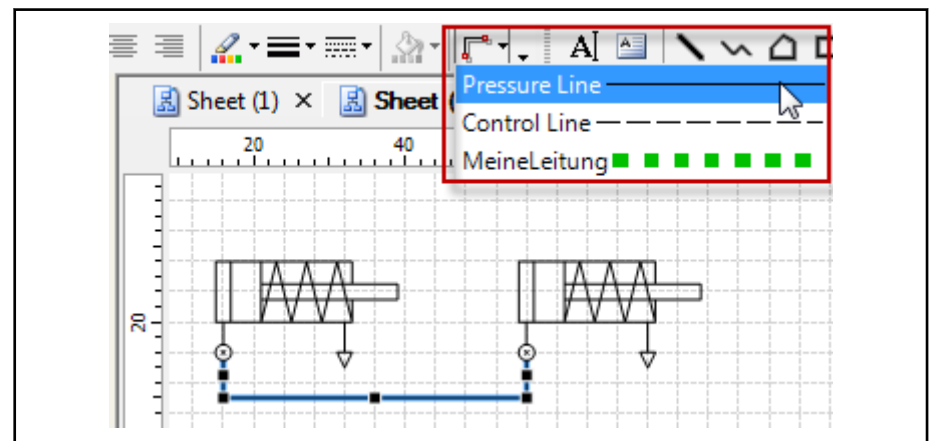 A
Sheet (1) ×
Sheet (
Pressure Line
Control Line
MeineLeitung
20 40
20